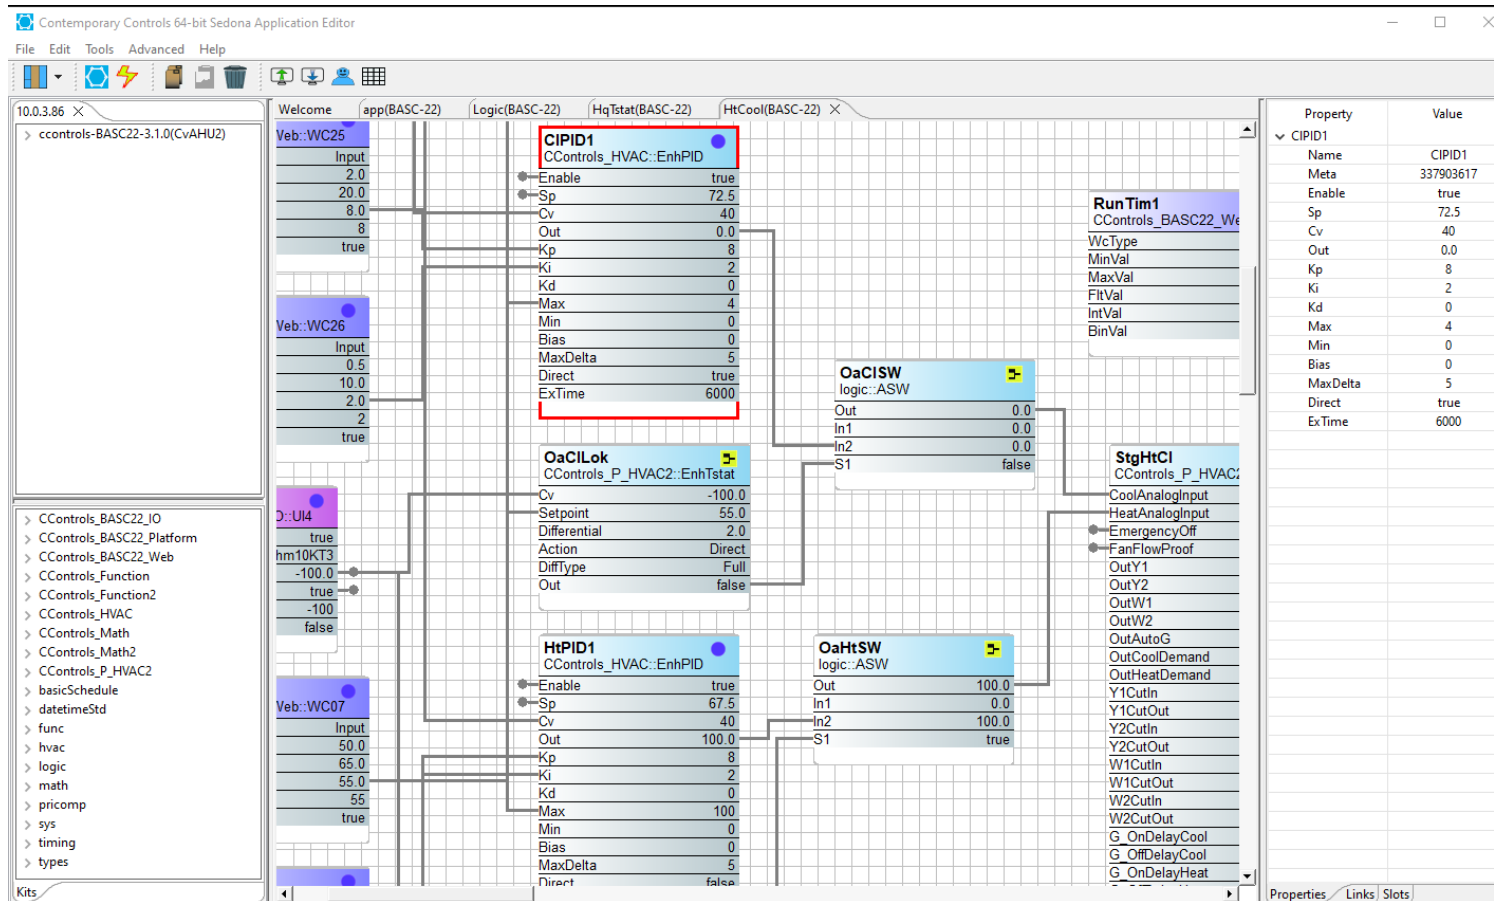 Contemporary Controls 64-bit Sedona Application Editor
File Edit Tools Advanced Help
10.0.3.86
ccontrols-BASC22-3.1.0(CvAHU2)
CControls_BASC22_IO
CControls_BASC22_Platform
CControls_BASC22_Web
CControls_Function
CControls_Function2
CControls_HVAC
CControls_Math
CControls_Math2
CControls_P_HVAC2
basicSchedule
datetimeStd
func
hvac
logic
math
pricomp
sys
timing
types
Kits
Welcome app(BASC-22) Logic(BASC-22) HqTstat(BASC-22) HtCool(BASC-22)
Veb::WC25
Input
2.0
20.0
8.0
8
true
Veb::WC26
Input
0.5
10.0
2.0
2
true
O::UI4
true
hm10KT3
-100.0
true
-100
false
Veb::WC07
Input
50.0
65.0
55.0
55
true
ClPID1
CControls_HVAC::EnhPID
Enable true
Sp 72.5
Cv 40
Out 0.0
Kp 8
Ki 2
Kd 0
Max 4
Min 0
Bias 0
MaxDelta 5
Direct true
ExTime 6000
OaClLok
CControls_P_HVAC2::EnhTstat
Cv -100.0
Setpoint 55.0
Differential 2.0
Action Direct
DiffType Full
Out false
HtPID1
CControls_HVAC::EnhPID
Enable true
Sp 67.5
Cv 40
Out 100.0
Kp 8
Ki 2
Kd 0
Max 100
Min 0
Bias 0
MaxDelta 5
Direct false
OaClSW
logic::ASW
Out 0.0
In1 0.0
In2 0.0
S1 false
OaHtSW
logic::ASW
Out 100.0
In1 0.0
In2 100.0
S1 true
RunTim1
CControls_BASC22_We
WcType
MinVal
MaxVal
FltVal
IntVal
BinVal
StgHtCl
CControls_P_HVAC2
CoolAnalogInput
HeatAnalogInput
EmergencyOff
FanFlowProof
OutY1
OutY2
OutW1
OutW2
OutAutoG
OutCoolDemand
OutHeatDemand
Y1CutIn
Y1CutOut
Y2CutIn
Y2CutOut
W1CutIn
W1CutOut
W2CutIn
W2CutOut
G_OnDelayCool
G_OffDelayCool
G_OnDelayHeat
Property Value
ClPID1
Name ClPID1
Meta 337903617
Enable true
Sp 72.5
Cv 40
Out 0.0
Kp 8
Ki 2
Kd 0
Max 4
Min 0
Bias 0
MaxDelta 5
Direct true
ExTime 6000
Properties Links Slots